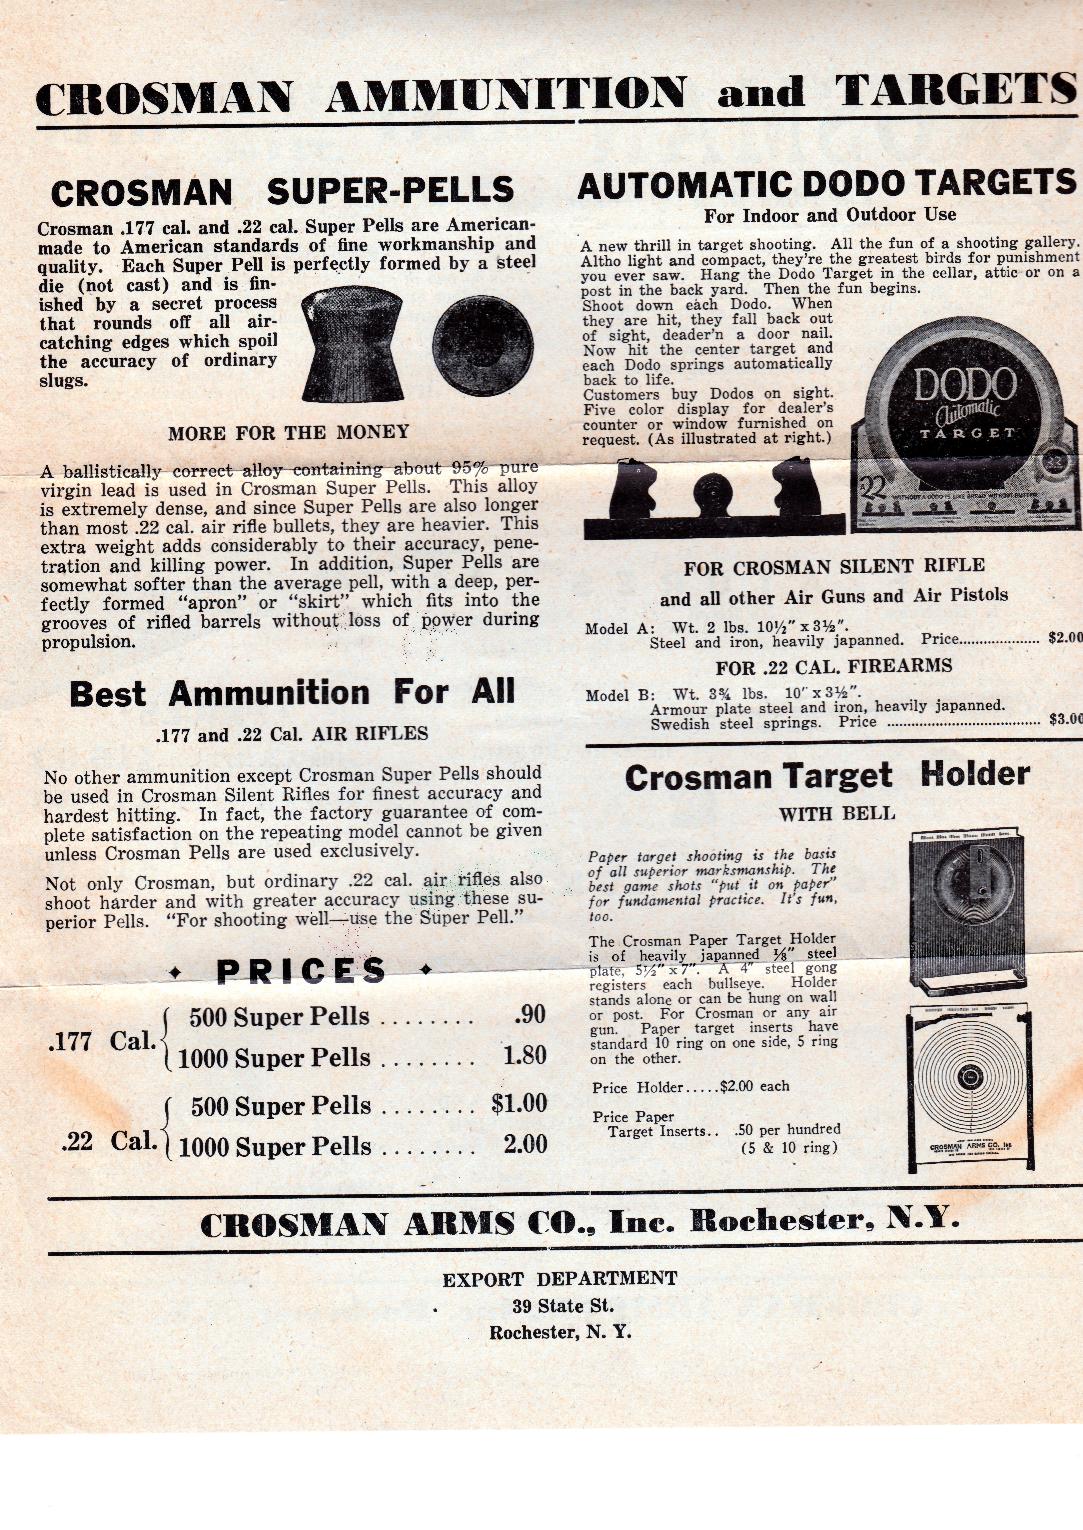 CROSMAN AMMUNITION and TARGETS
CROSMAN SUPER-PELLS
Crosman .177 cal. and .22 cal. Super Pells are American-
made to American standards of fine workmanship and
quality. Each Super Pell is perfectly formed by a steel
die (not cast) and is fin-
ished by a secret process
that rounds off all air-
catching edges which spoil
the accuracy of ordinary
slugs.
MORE FOR THE MONEY
A ballistically correct alloy containing about 95% pure
virgin lead is used in Crosman Super Pells. This alloy
is extremely dense, and since Super Pells are also longer
than most .22 cal. air rifle bullets, they are heavier. This
extra weight adds considerably to their accuracy, pene-
tration and killing power. In addition, Super Pells are
somewhat softer than the average pell, with a deep, per-
fectly formed “apron” or “skirt” which fits into the
grooves of rifled barrels without loss of power during
propulsion.
Best Ammunition For All
.177 and .22 Cal. AIR RIFLES
No other ammunition except Crosman Super Pells should
be used in Crosman Silent Rifles for finest accuracy and
hardest hitting. In fact, the factory guarantee of com-
plete satisfaction on the repeating model cannot be given
unless Crosman Pells are used exclusively.
Not only Crosman, but ordinary .22 cal. air rifles also
shoot harder and with greater accuracy using these su-
perior Pells. “For shooting well—use the Super Pell.”
PRICES
.177 Cal.
500 Super Pells ........ .90
1000 Super Pells ........ 1.80
.22 Cal.
500 Super Pells ........ $1.00
1000 Super Pells ........ 2.00
AUTOMATIC DODO TARGETS
For Indoor and Outdoor Use
A new thrill in target shooting. All the fun of a shooting gallery.
Altho light and compact, they're the greatest birds for punishment
you ever saw. Hang the Dodo Target in the cellar, attic or on a
post in the back yard. Then the fun begins.
Shoot down each Dodo. When
they are hit, they fall back out
of sight, deader'n a door nail.
Now hit the center target and
each Dodo springs automatically
back to life.
Customers buy Dodos on sight.
Five color display for dealer's
counter or window furnished on
request. (As illustrated at right.)
DODO
Automatic
TARGET
22
WITHOUT A DODO IS LIKE BREAD WITHOUT BUTTER
FOR CROSMAN SILENT RIFLE
and all other Air Guns and Air Pistols
Model A: Wt. 2 lbs. 10½” x 3½”.
Steel and iron, heavily japanned. Price.................... $2.00
FOR .22 CAL. FIREARMS
Model B: Wt. 3¾ lbs. 10” x 3½”.
Armour plate steel and iron, heavily japanned.
Swedish steel springs. Price ...................................... $3.00
Crosman Target Holder
WITH BELL
Paper target shooting is the basis
of all superior marksmanship. The
best game shots “put it on paper”
for fundamental practice. It's fun,
too.
The Crosman Paper Target Holder
is of heavily japanned ⅛” steel
plate, 5½” x 7”. A 4” steel gong
registers each bullseye. Holder
stands alone or can be hung on wall
or post. For Crosman or any air
gun. Paper target inserts have
standard 10 ring on one side, 5 ring
on the other.
Price Holder.....$2.00 each
Price Paper
Target Inserts.. .50 per hundred
(5 & 10 ring)
CROSMAN ARMS CO. Inc.
CROSMAN ARMS CO., Inc. Rochester, N.Y.
EXPORT DEPARTMENT
39 State St.
Rochester, N. Y.